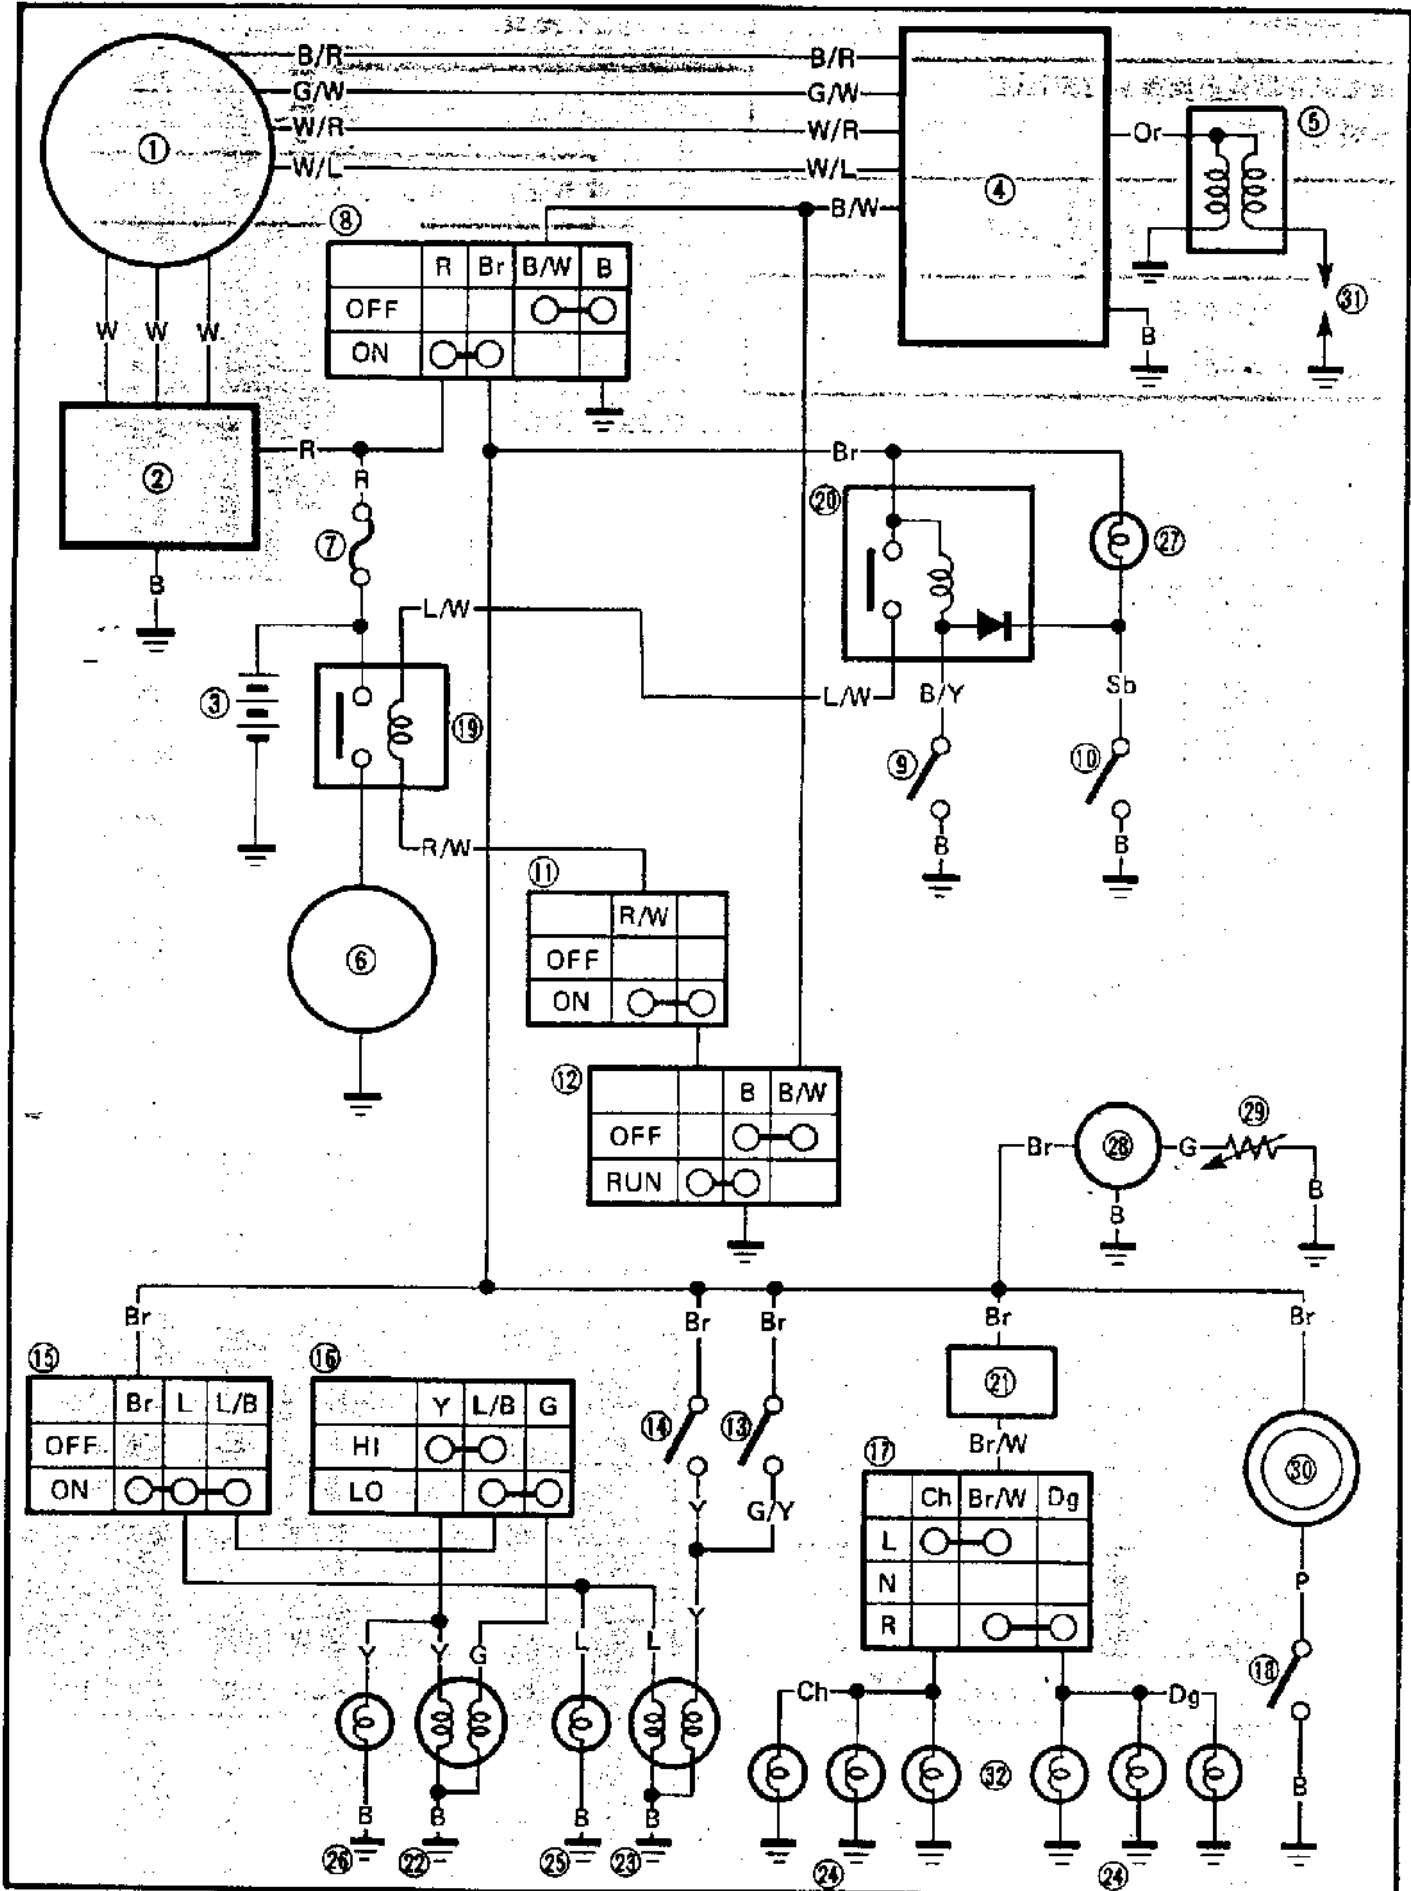 B/R B/R
G/W G/W
W/R W/R
W/L W/L
① ④ Or ⑤
B/W
⑧
R Br B/W B
OFF
ON
W W W
B
㉛
②
R
R
Br
⑳
㉗
⑦
B
L/W
L/W
B/Y
Sb
③
⑲
⑨
⑩
R/W
B
B
⑪
R/W
OFF
ON
⑥
⑫
B B/W
OFF
RUN
Br
㉘
G
㉙
B
B
Br
Br
Br
Br
Br
⑮
Br L L/B
OFF
ON
⑯
Y L/B G
HI
LO
⑭
⑬
㉑
Br/W
Y
G/Y
⑰
Ch Br/W Dg
L
N
R
㉚
P
Y
Y
Y
G
L
L
⑱
Ch
Dg
㉜
B
B
B
B
B
㉖
㉒
㉕
㉓
㉔
㉔